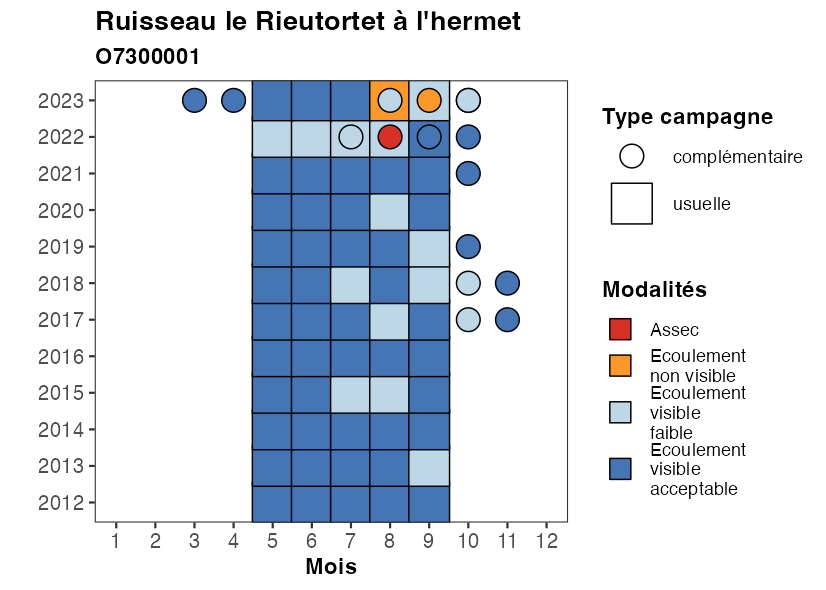 Ruisseau le Rieutortet à l'hermet
O7300001
2023
2022
2021
2020
2019
2018
2017
2016
2015
2014
2013
2012
1 2 3 4 5 6 7 8 9 10 11 12
Mois
Type campagne
complémentaire
usuelle
Modalités
Assec
Ecoulement
non visible
Ecoulement
visible
faible
Ecoulement
visible
acceptable